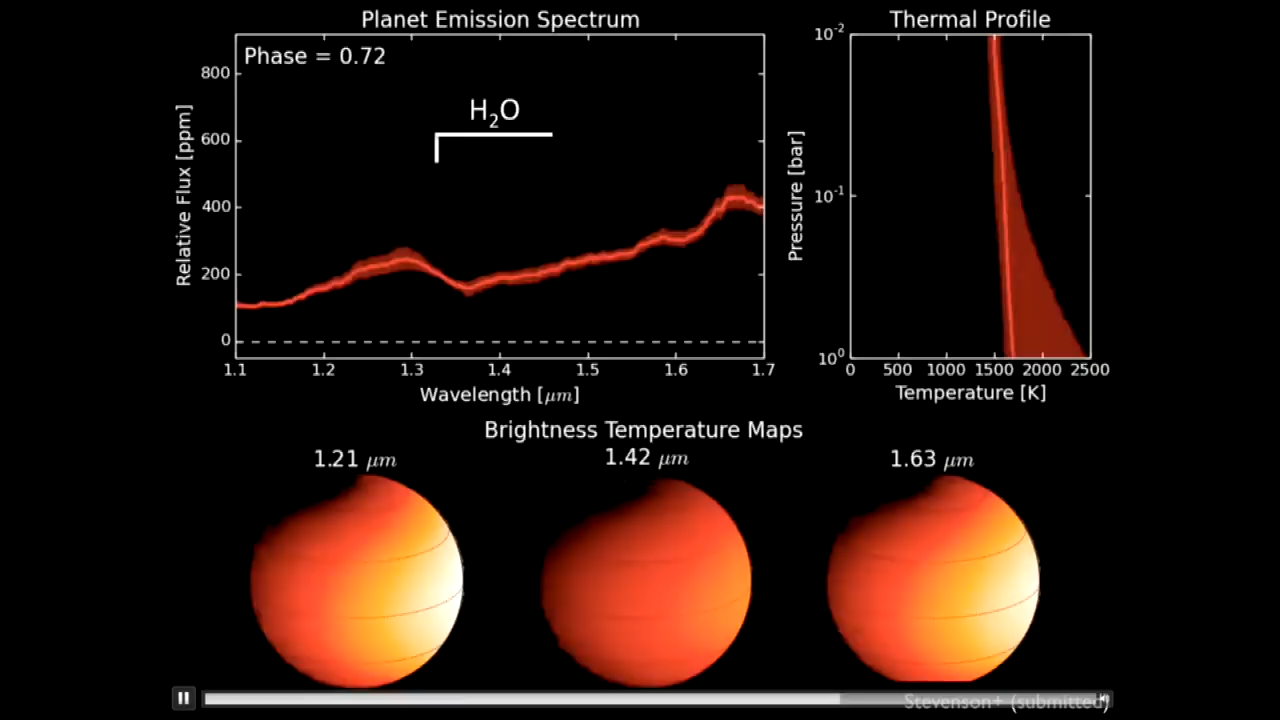 Planet Emission Spectrum
Phase = 0.72
H₂O
Relative Flux [ppm]
800
600
400
200
0
1.1 1.2 1.3 1.4 1.5 1.6 1.7
Wavelength [μm]
Thermal Profile
Pressure [bar]
10⁻²
10⁻¹
10⁰
0 500 1000 1500 2000 2500
Temperature [K]
Brightness Temperature Maps
1.21 μm
1.42 μm
1.63 μm
Stevenson+ (submitted)